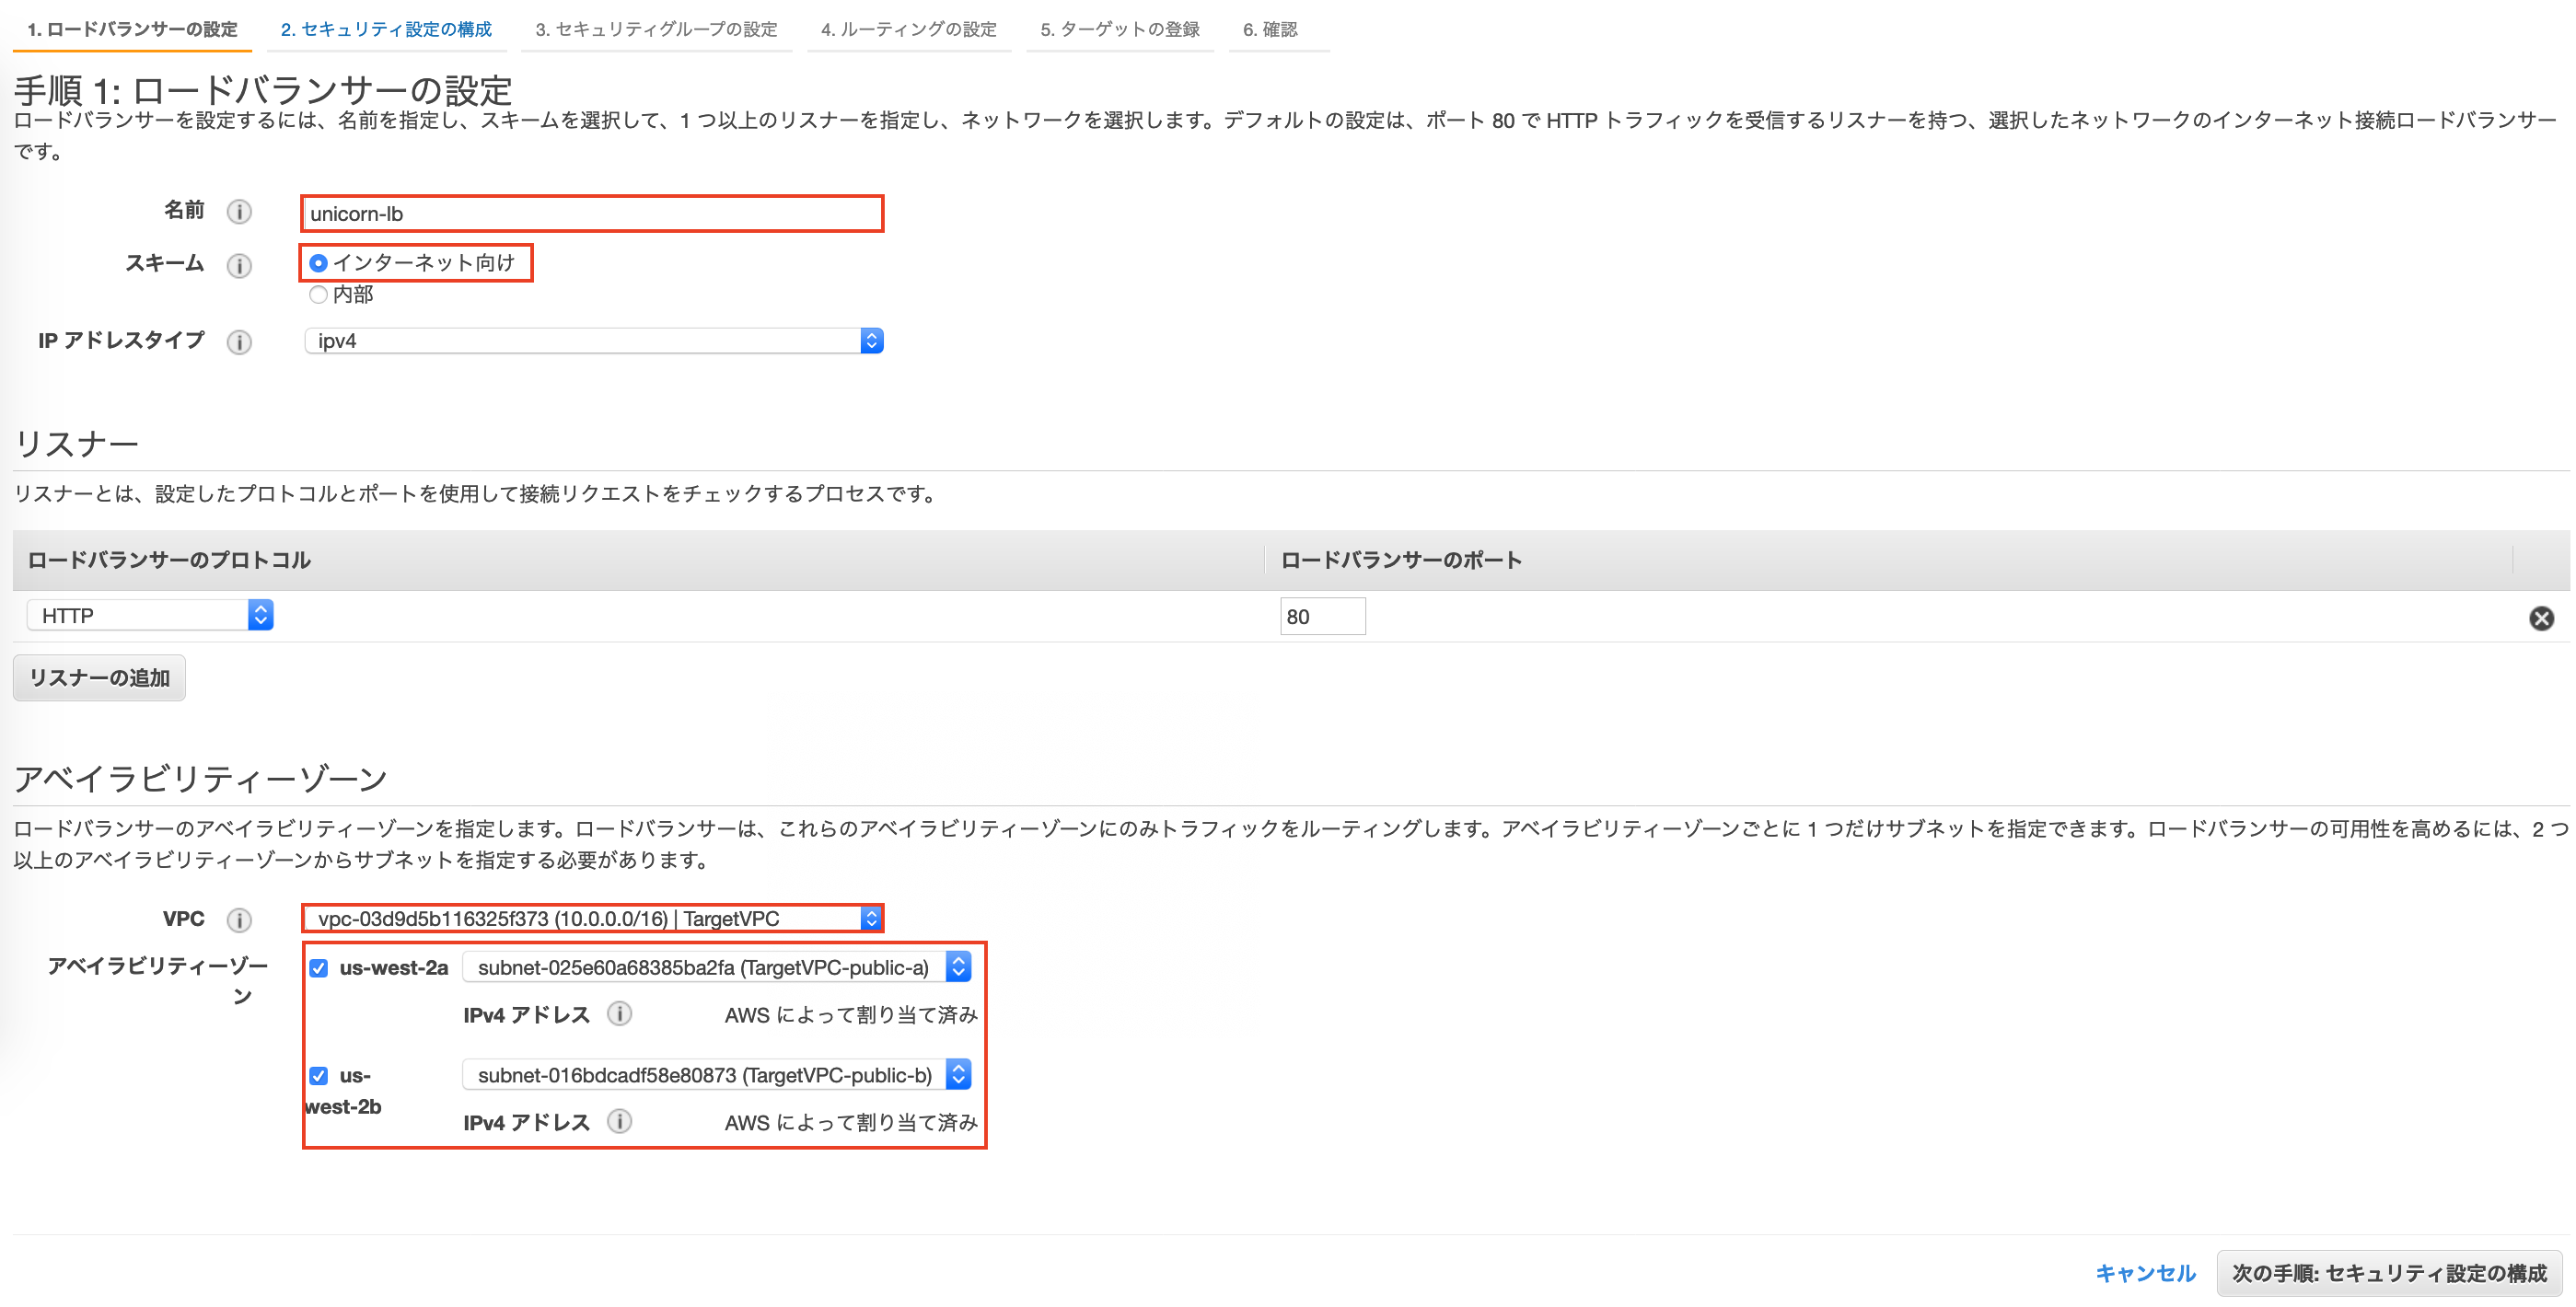 1. ロードバランサーの設定 2. セキュリティ設定の構成 3. セキュリティグループの設定 4. ルーティングの設定 5. ターゲットの登録 6. 確認
手順 1: ロードバランサーの設定
ロードバランサーを設定するには、名前を指定し、スキームを選択して、1 つ以上のリスナーを指定し、ネットワークを選択します。デフォルトの設定は、ポート 80 で HTTP トラフィックを受信するリスナーを持つ、選択したネットワークのインターネット接続ロードバランサー
です。
名前 unicorn-lb
スキーム インターネット向け
内部
IP アドレスタイプ ipv4
リスナー
リスナーとは、設定したプロトコルとポートを使用して接続リクエストをチェックするプロセスです。
ロードバランサーのプロトコル ロードバランサーのポート
HTTP 80
リスナーの追加
アベイラビリティーゾーン
ロードバランサーのアベイラビリティーゾーンを指定します。ロードバランサーは、これらのアベイラビリティーゾーンにのみトラフィックをルーティングします。アベイラビリティーゾーンごとに 1 つだけサブネットを指定できます。ロードバランサーの可用性を高めるには、2 つ
以上のアベイラビリティーゾーンからサブネットを指定する必要があります。
VPC vpc-03d9d5b116325f373 (10.0.0.0/16) | TargetVPC
アベイラビリティーゾー us-west-2a subnet-025e60a68385ba2fa (TargetVPC-public-a)
ン
IPv4 アドレス AWS によって割り当て済み
us- subnet-016bdcadf58e80873 (TargetVPC-public-b)
west-2b
IPv4 アドレス AWS によって割り当て済み
キャンセル 次の手順: セキュリティ設定の構成